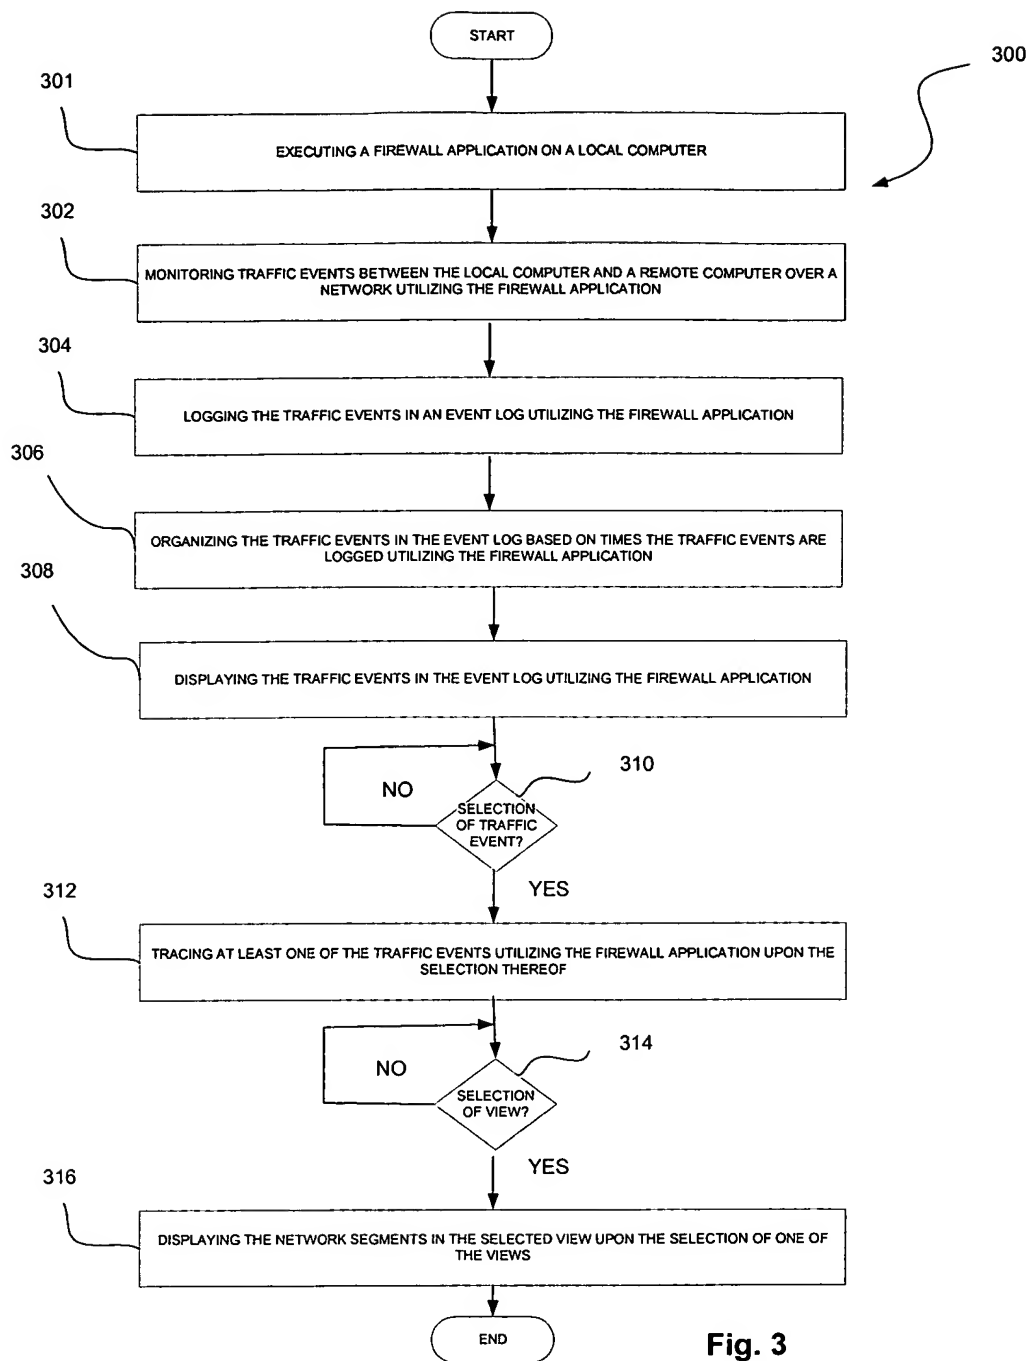 START
300
301
EXECUTING A FIREWALL APPLICATION ON A LOCAL COMPUTER
302
MONITORING TRAFFIC EVENTS BETWEEN THE LOCAL COMPUTER AND A REMOTE COMPUTER OVER A
NETWORK UTILIZING THE FIREWALL APPLICATION
304
LOGGING THE TRAFFIC EVENTS IN AN EVENT LOG UTILIZING THE FIREWALL APPLICATION
306
ORGANIZING THE TRAFFIC EVENTS IN THE EVENT LOG BASED ON TIMES THE TRAFFIC EVENTS ARE
LOGGED UTILIZING THE FIREWALL APPLICATION
308
DISPLAYING THE TRAFFIC EVENTS IN THE EVENT LOG UTILIZING THE FIREWALL APPLICATION
310
NO
SELECTION
OF TRAFFIC
EVENT?
YES
312
TRACING AT LEAST ONE OF THE TRAFFIC EVENTS UTILIZING THE FIREWALL APPLICATION UPON THE
SELECTION THEREOF
314
NO
SELECTION
OF VIEW?
YES
316
DISPLAYING THE NETWORK SEGMENTS IN THE SELECTED VIEW UPON THE SELECTION OF ONE OF
THE VIEWS
END
Fig. 3